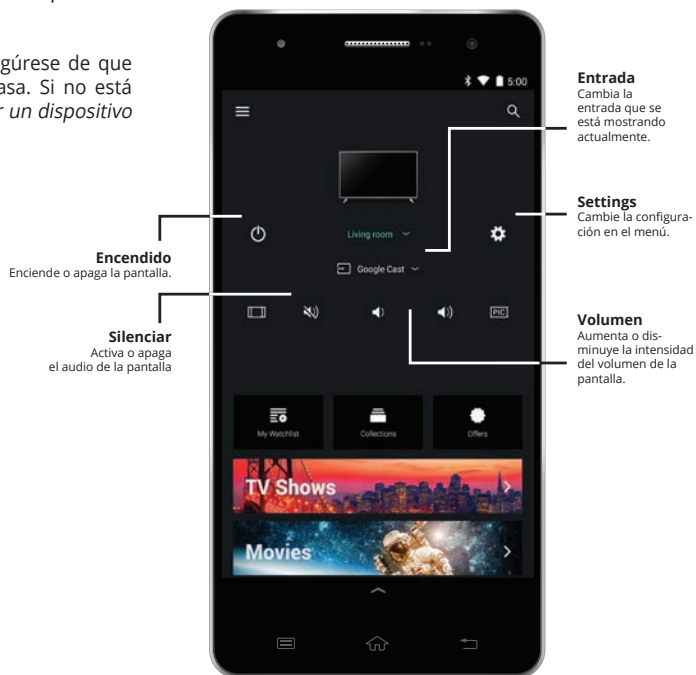 gúrese de que
asa. Si no está
r un dispositivo
5:00
Entrada
Cambia la
entrada que se
está mostrando
actualmente.
Settings
Cambie la configura-
ción en el menú.
Living room
Encendido
Enciende o apaga la pantalla.
Google Cast
Silenciar
Activa o apaga
el audio de la pantalla
PIC
Volumen
Aumenta o dis-
minuye la intensidad
del volumen de la
pantalla.
My Watchlist
Collections
Offers
TV Shows
Movies